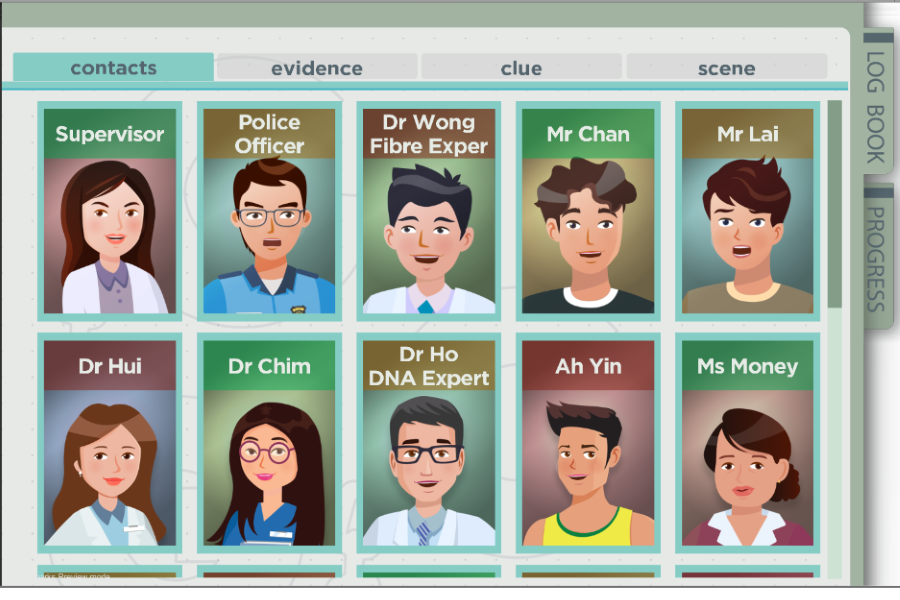 contacts
evidence
clue
scene
LOG BOOK
PROGRESS
Supervisor
Police
Officer
Dr Wong
Fibre Exper
Mr Chan
Mr Lai
Dr Hui
Dr Chim
Dr Ho
DNA Expert
Ah Yin
Ms Money
Preview mode